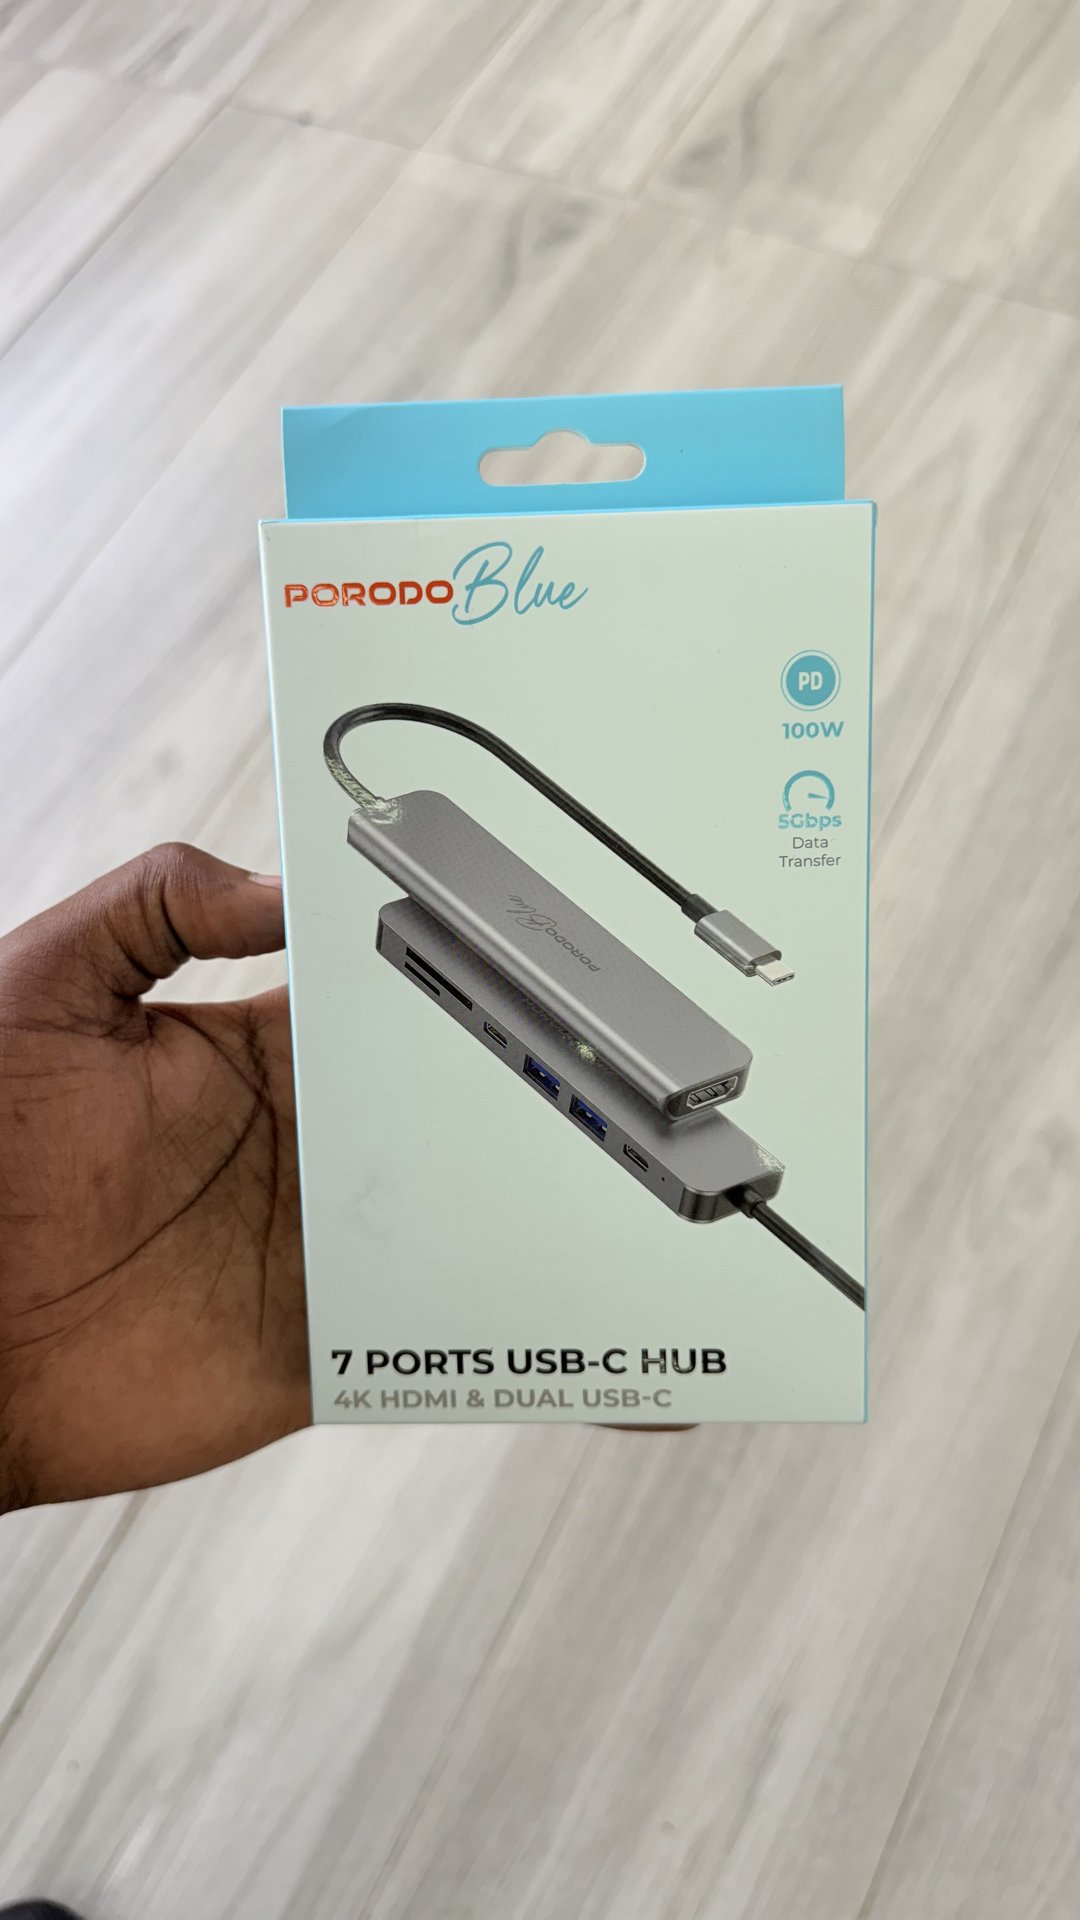 PORODO Blue
PD
100W
5Gbps
Data
Transfer
PORODO Blue
7 PORTS USB-C HUB
4K HDMI & DUAL USB-C